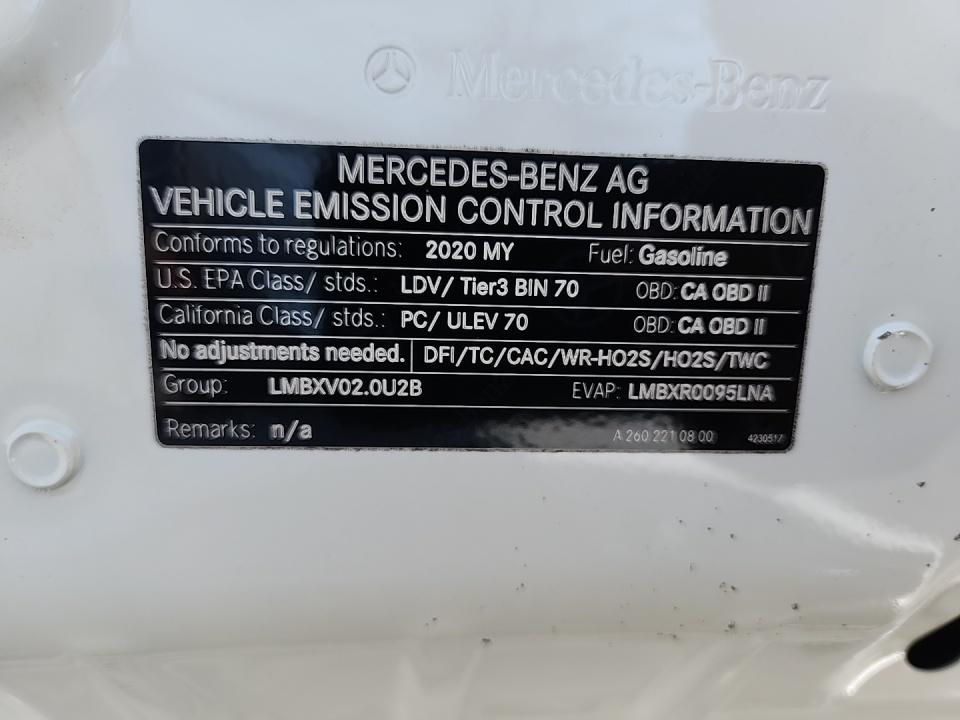 Mercedes-Benz
MERCEDES-BENZ AG
VEHICLE EMISSION CONTROL INFORMATION
Conforms to regulations: 2020 MY Fuel: Gasoline
U.S. EPA Class/ stds.: LDV/ Tier3 BIN 70 OBD: CA OBD II
California Class/ stds.: PC/ ULEV 70 OBD: CA OBD II
No adjustments needed. DFI/TC/CAC/WR-HO2S/HO2S/TWC
Group: LMBXV02.0U2B EVAP: LMBXR0095LNA
Remarks: n/a A 260 221 08 00 4230517